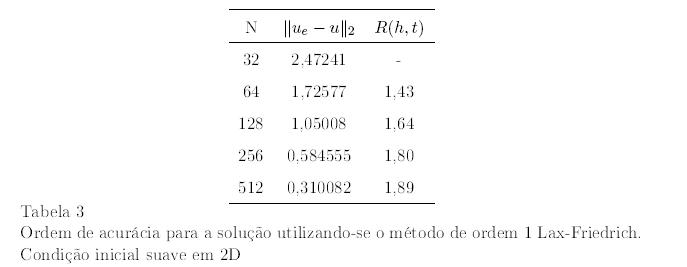 N ‖u_e − u‖_2 R(h, t)
32 2,47241 -
64 1,72577 1,43
128 1,05008 1,64
256 0,584555 1,80
512 0,310082 1,89
Tabela 3
Ordem de acurácia para a solução utilizando-se o método de ordem 1 Lax-Friedrich.
Condição inicial suave em 2D